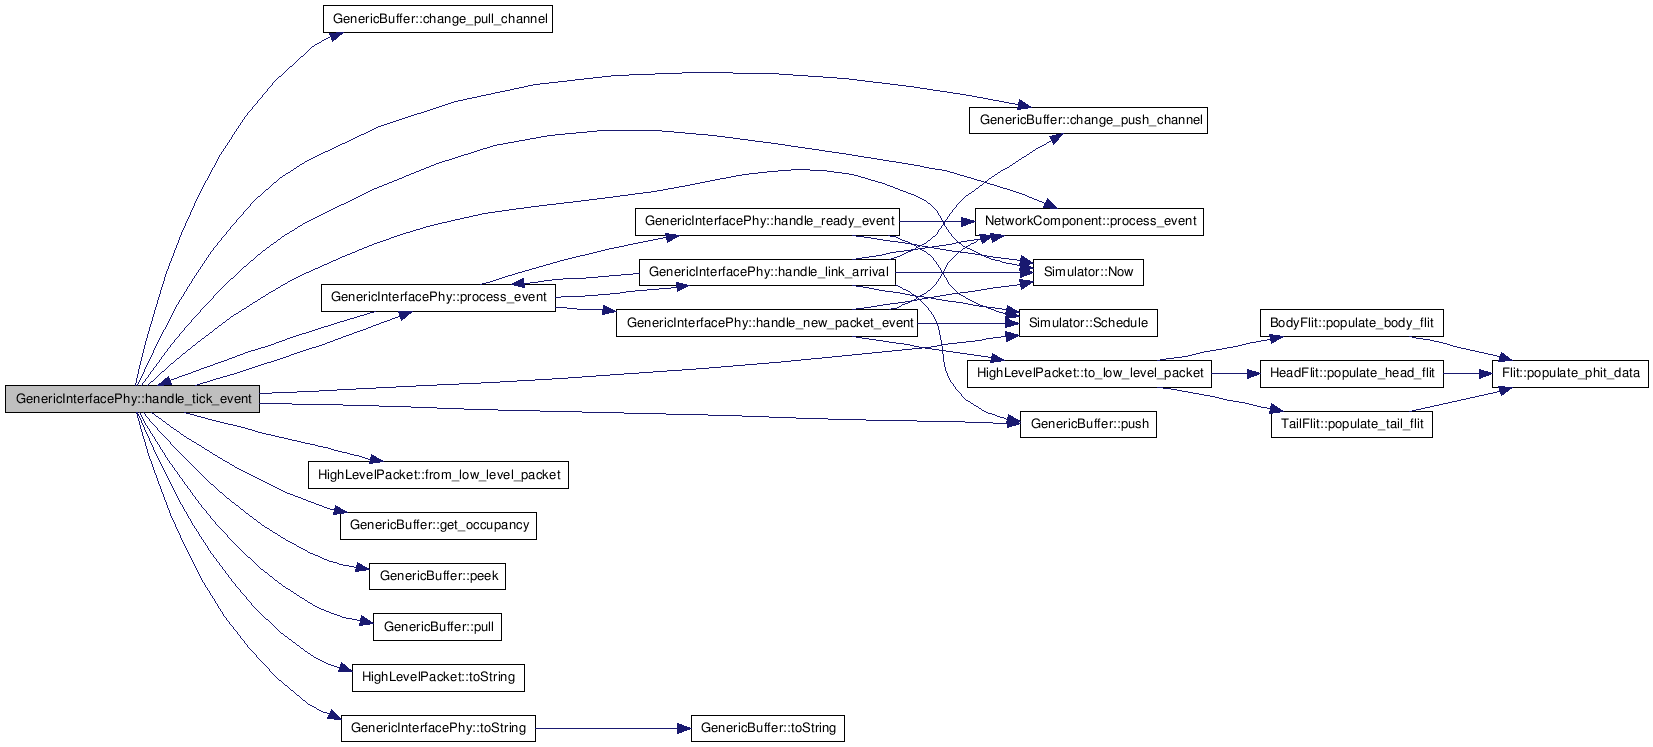 GenericBuffer::change_pull_channel
GenericBuffer::change_push_channel
GenericInterfacePhy::handle_ready_event
NetworkComponent::process_event
GenericInterfacePhy::handle_link_arrival
Simulator::Now
GenericInterfacePhy::process_event
GenericInterfacePhy::handle_new_packet_event
Simulator::Schedule
BodyFlit::populate_body_flit
HighLevelPacket::to_low_level_packet
HeadFlit::populate_head_flit
Flit::populate_phit_data
GenericInterfacePhy::handle_tick_event
GenericBuffer::push
TailFlit::populate_tail_flit
HighLevelPacket::from_low_level_packet
GenericBuffer::get_occupancy
GenericBuffer::peek
GenericBuffer::pull
HighLevelPacket::toString
GenericInterfacePhy::toString
GenericBuffer::toString